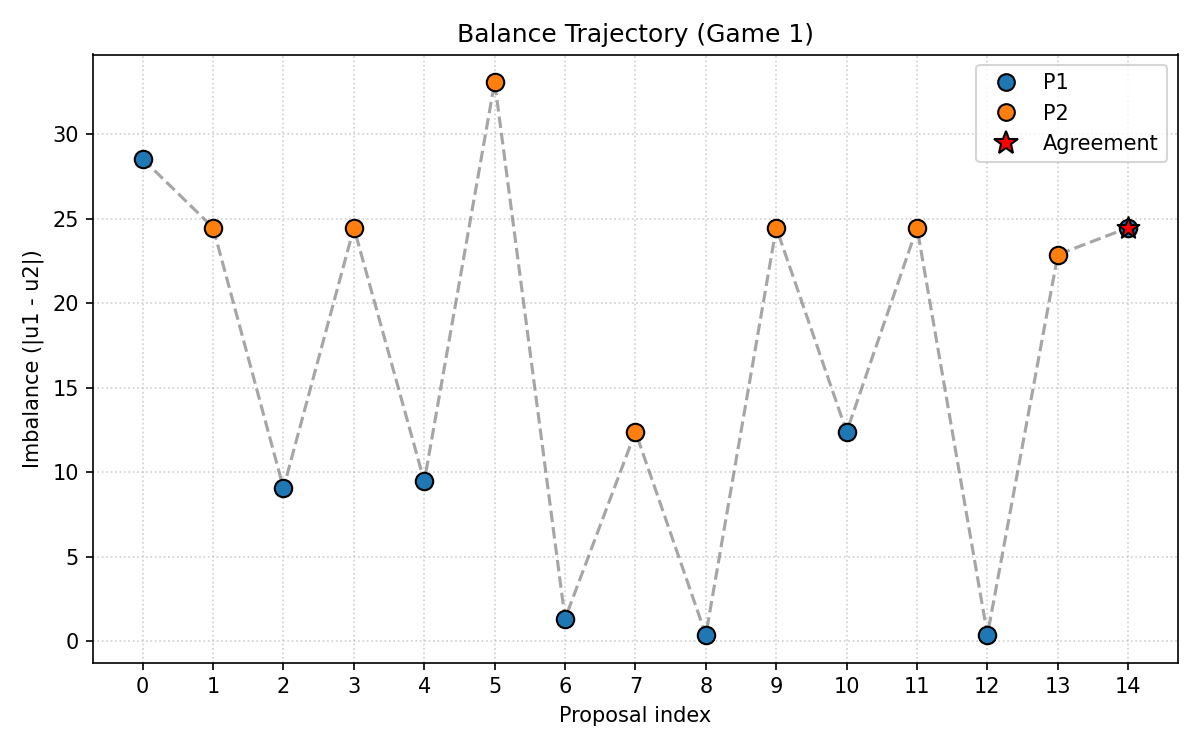 Balance Trajectory (Game 1)
P1
P2
Agreement
Imbalance (|u1 - u2|)
30
25
20
15
10
5
0
0 1 2 3 4 5 6 7 8 9 10 11 12 13 14
Proposal index